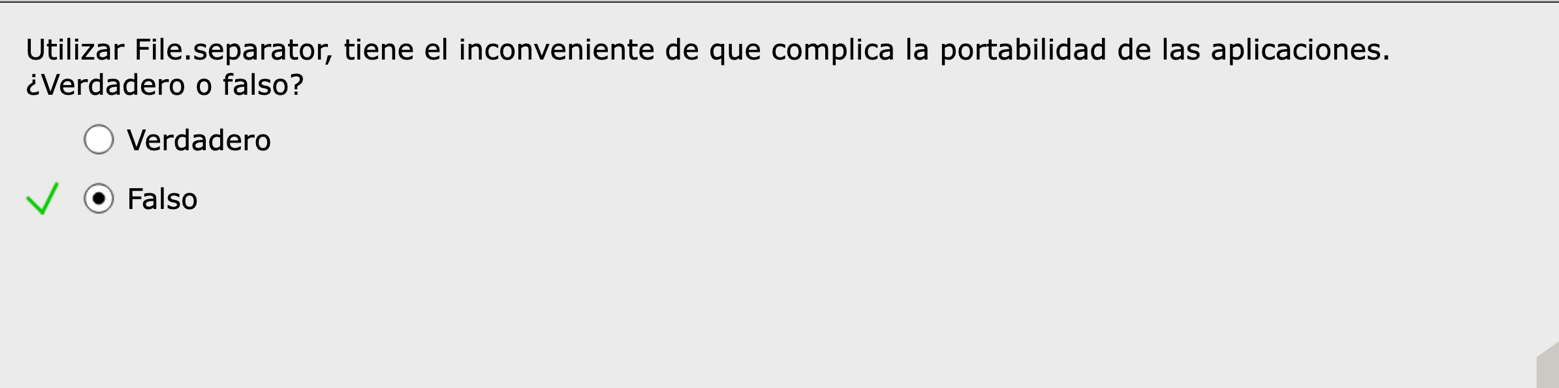 Utilizar File.separator, tiene el inconveniente de que complica la portabilidad de las aplicaciones.
¿Verdadero o falso?
Verdadero
Falso